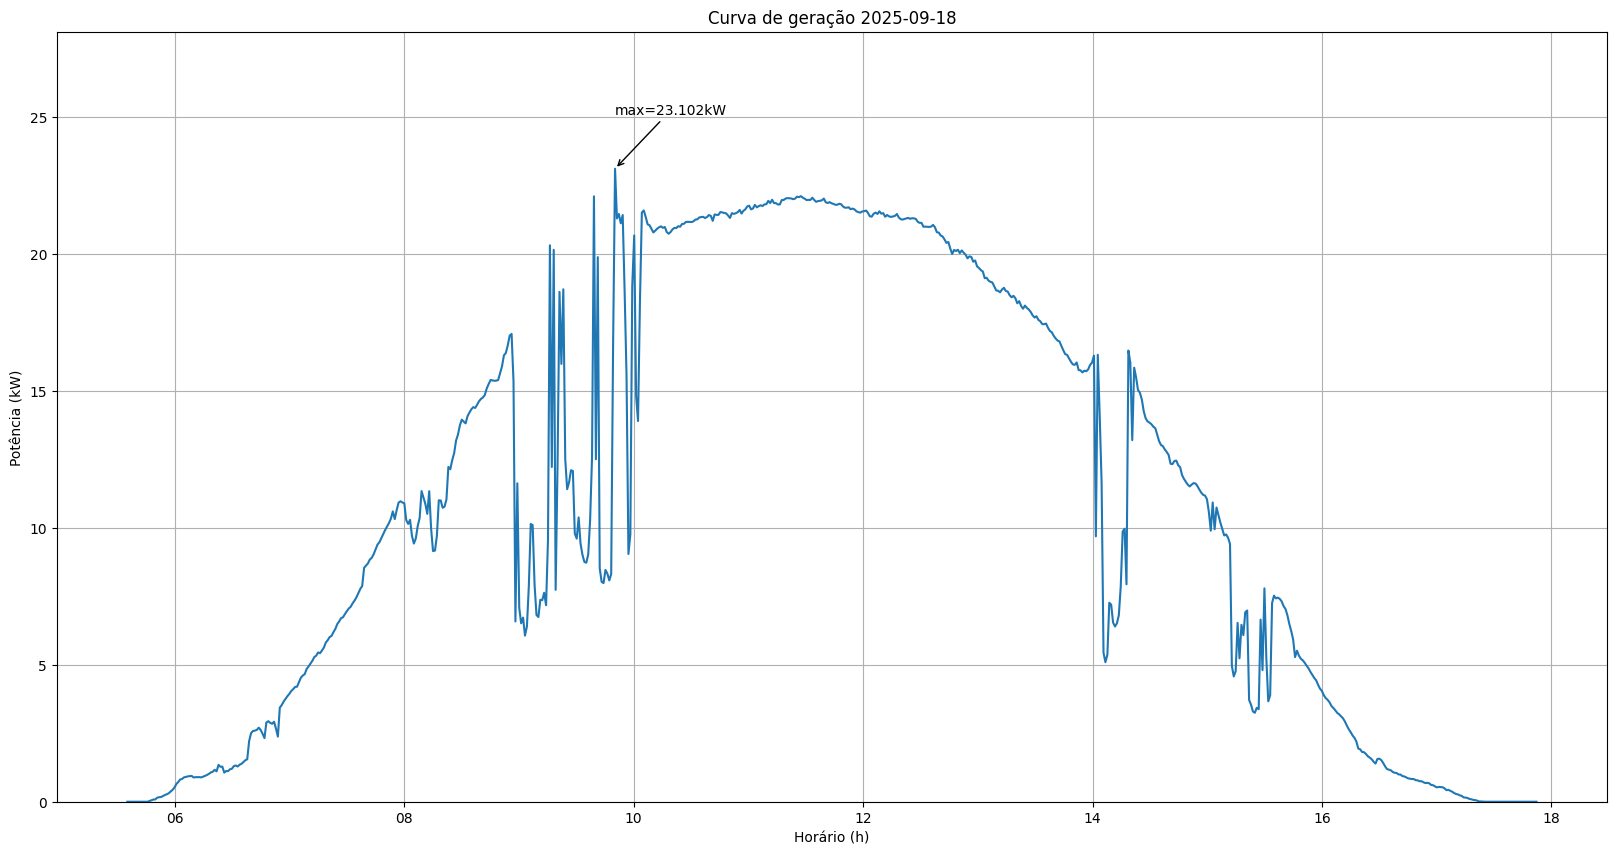 Curva de geração 2025-09-18
max=23.102kW
25
20
15
10
5
0
Potência (kW)
06 08 10 12 14 16 18
Horário (h)